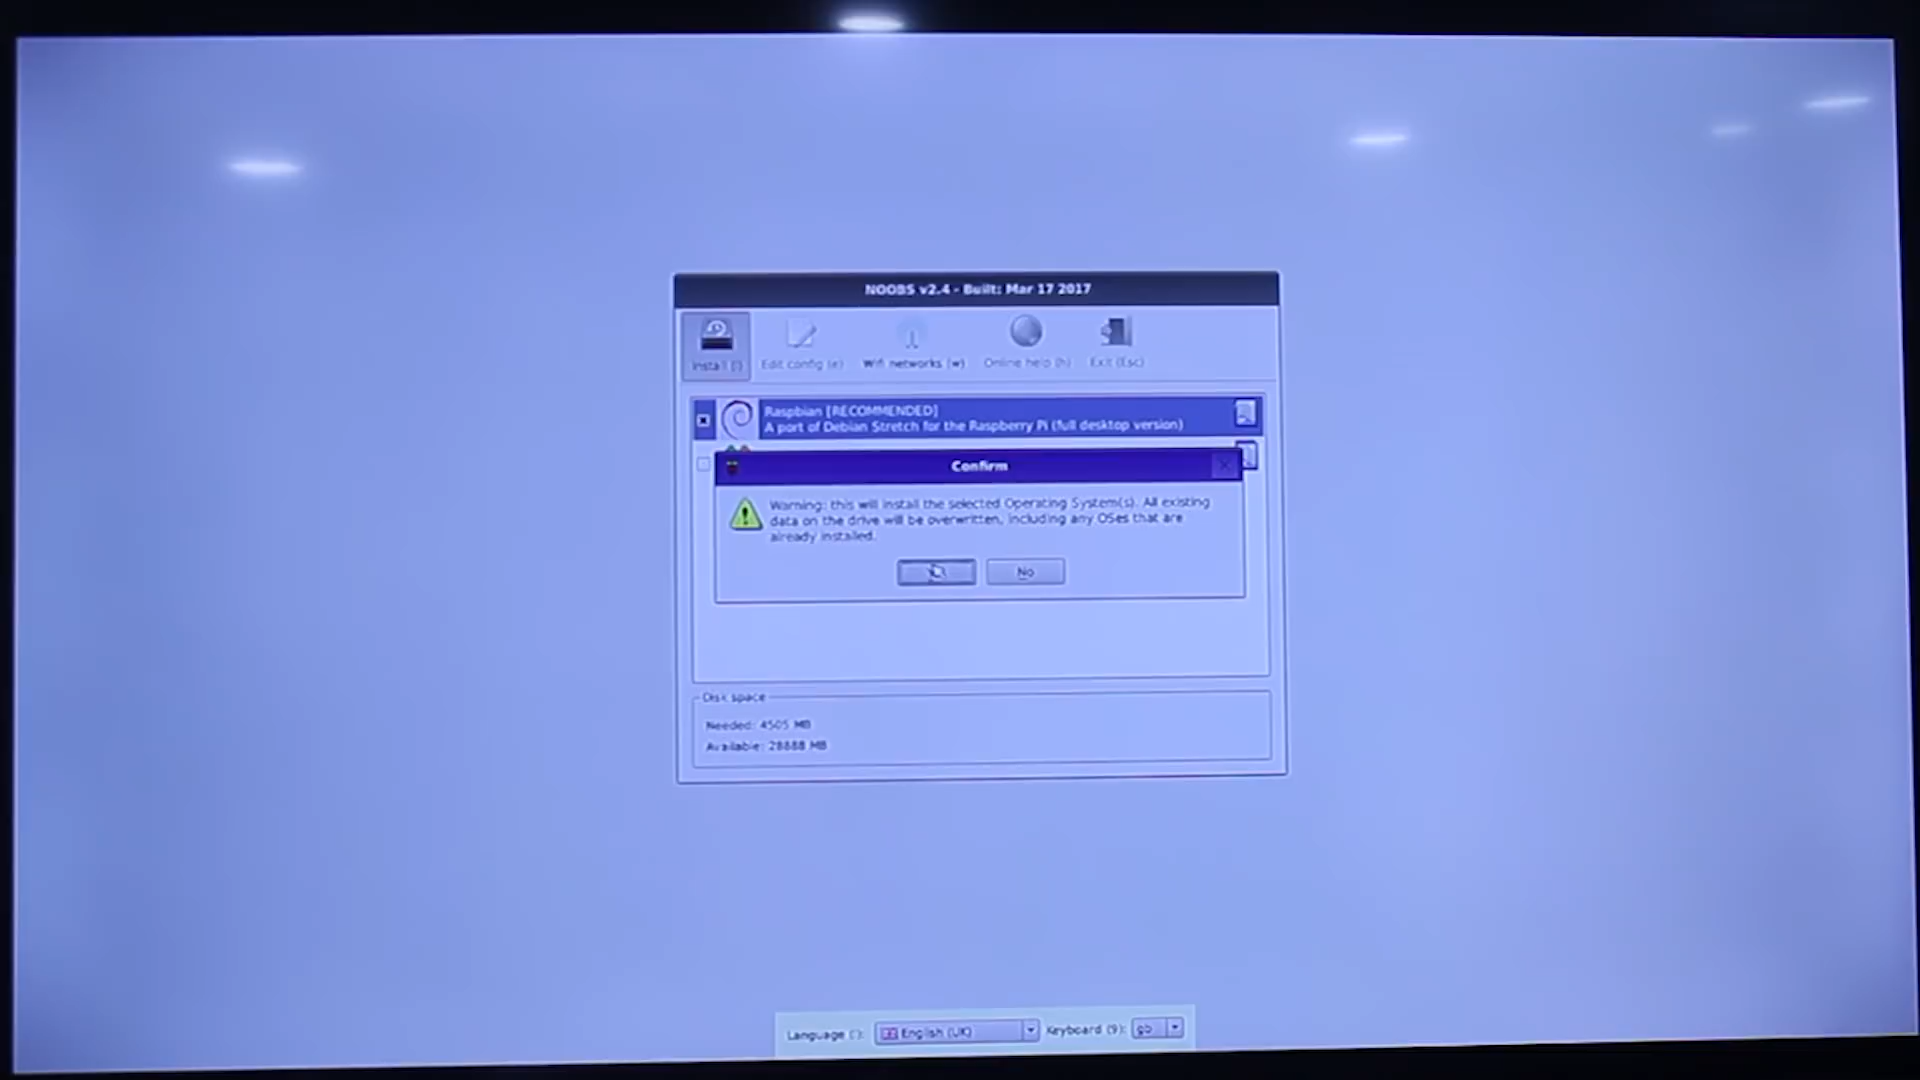 NOOBS v2.4 - Built: Mar 17 2017
Install (i) Edit config (e) Wifi networks (w) Online help (h) Exit (Esc)
Raspbian [RECOMMENDED]
A port of Debian Stretch for the Raspberry Pi (full desktop version)
Confirm
Warning: this will install the selected Operating System(s). All existing
data on the drive will be overwritten, including any OSes that are
already installed.
No
Disk space
Needed: 4505 MB
Available: 28888 MB
Language English (UK) Keyboard (9): gb